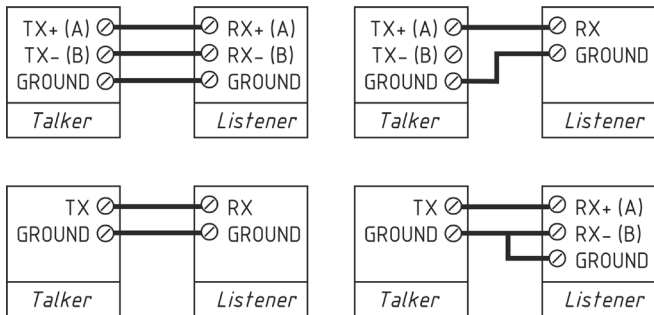 TX+ (A)
RX+ (A)
TX- (B)
RX- (B)
GROUND
GROUND
Talker
Listener
TX+ (A)
RX
TX- (B)
GROUND
GROUND
Talker
Listener
TX
RX
GROUND
GROUND
Talker
Listener
TX
RX+ (A)
GROUND
RX- (B)
GROUND
Talker
Listener